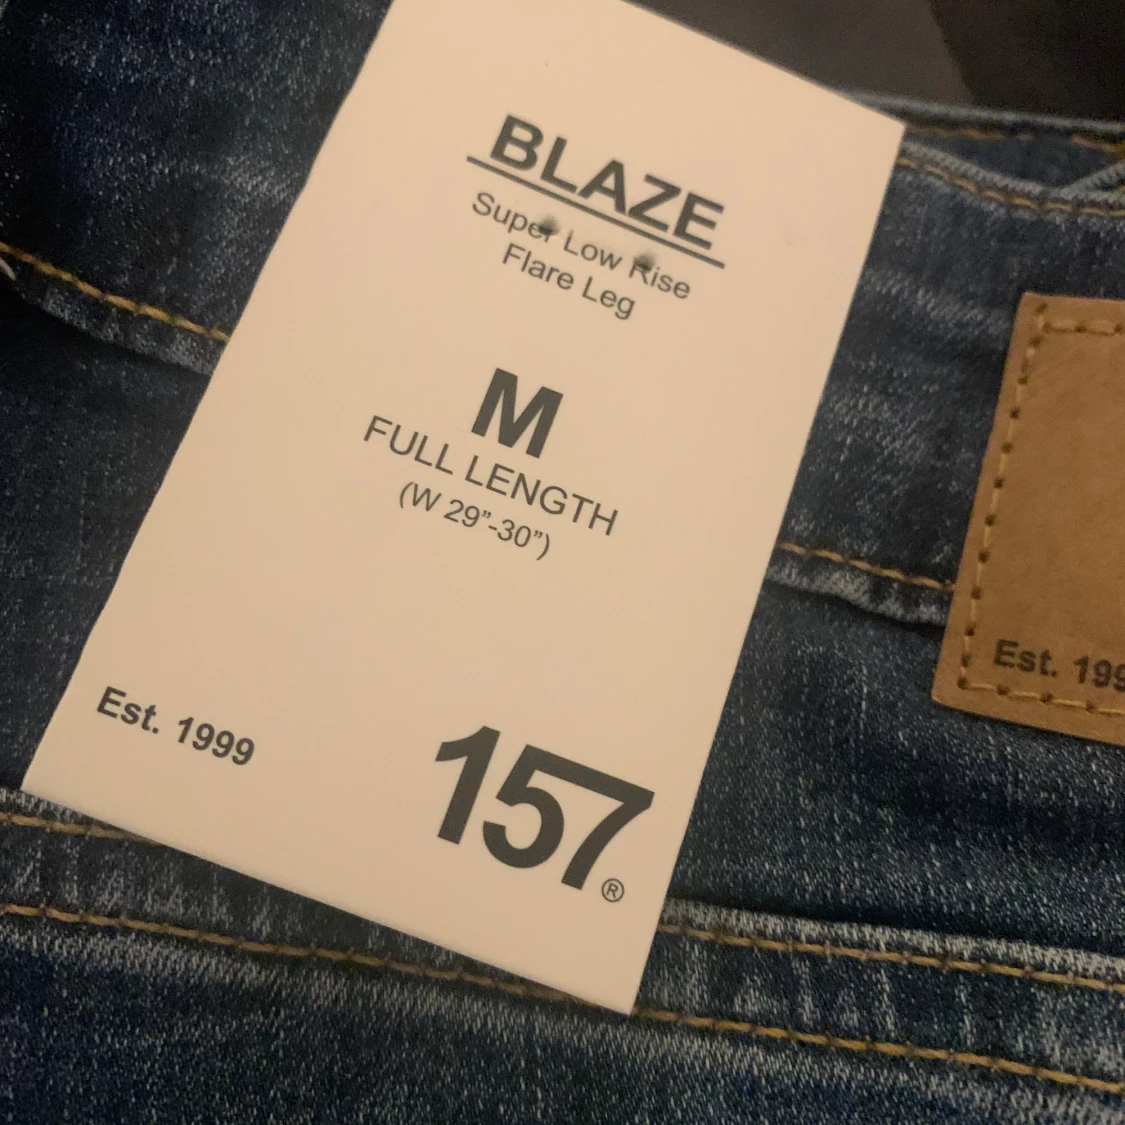 BLAZE
Super Low Rise
Flare Leg
M
FULL LENGTH
(W 29”-30”)
Est. 1999
157®
Est. 199